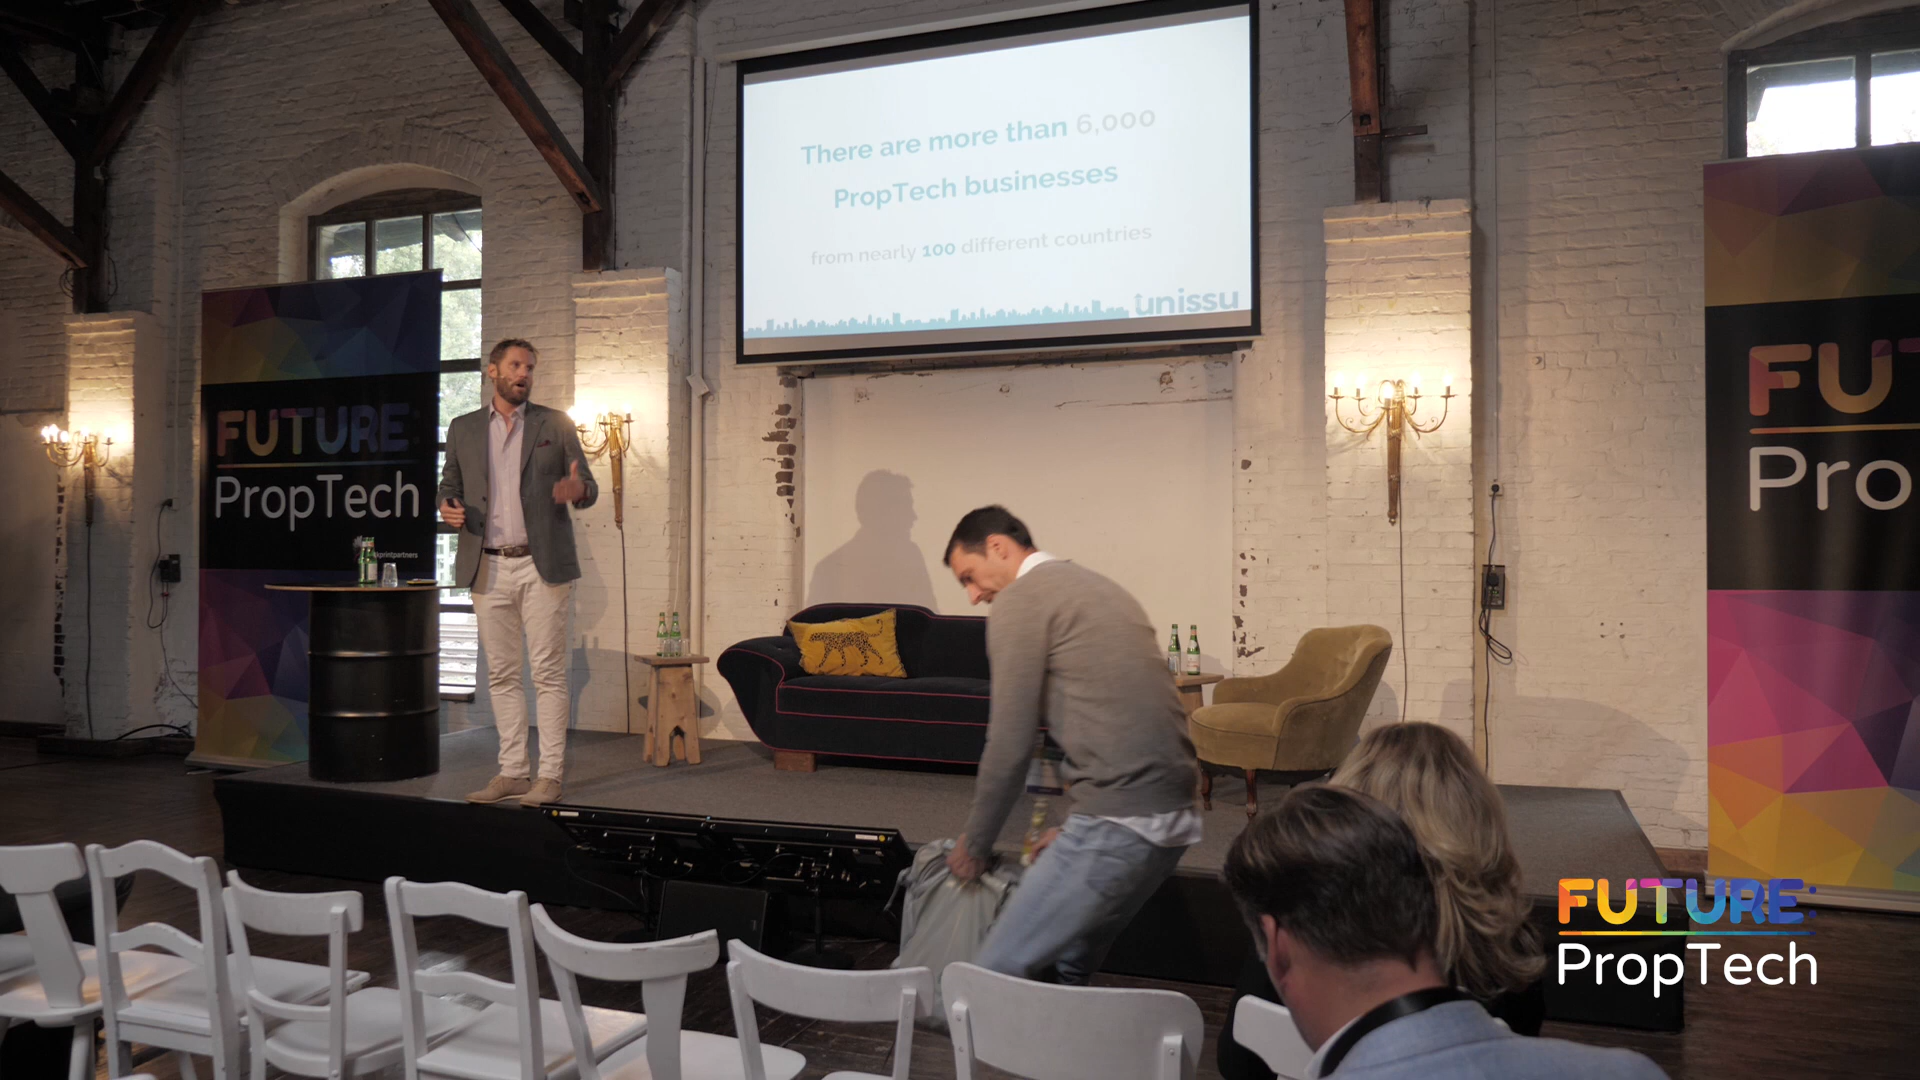 There are more than 6,000
PropTech businesses
from nearly 100 different countries
unissu
FUTURE:
PropTech
FU
Pro
FUTURE:
PropTech